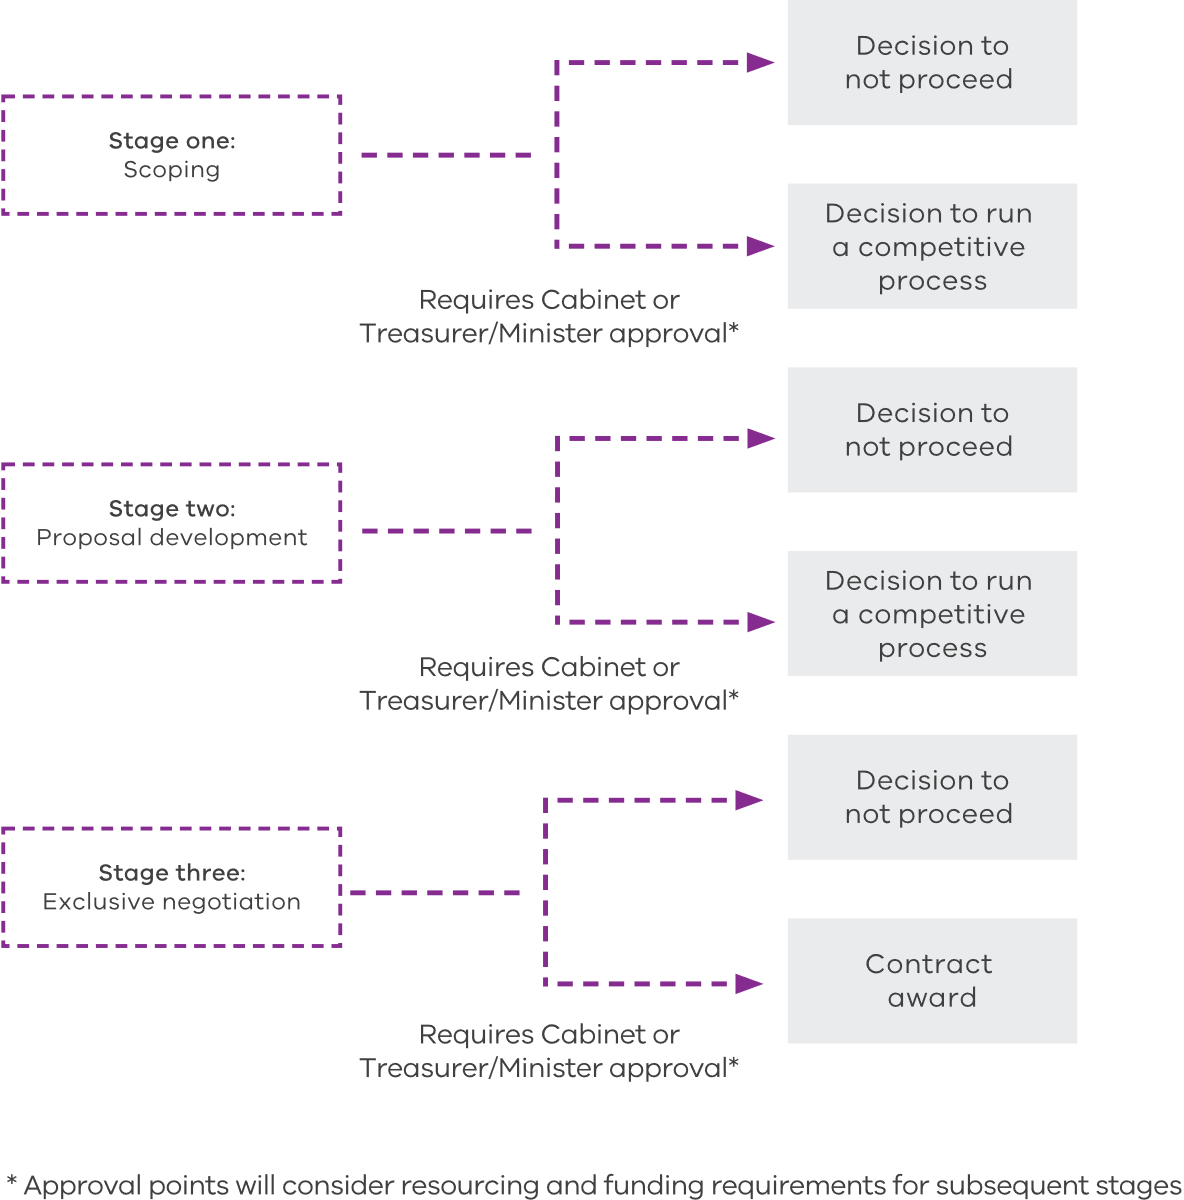 Decision to
not proceed
Stage one:
Scoping
Decision to run
a competitive
process
Requires Cabinet or
Treasurer/Minister approval*
Decision to
not proceed
Stage two:
Proposal development
Decision to run
a competitive
process
Requires Cabinet or
Treasurer/Minister approval*
Decision to
not proceed
Stage three:
Exclusive negotiation
Contract
award
Requires Cabinet or
Treasurer/Minister approval*
* Approval points will consider resourcing and funding requirements for subsequent stages